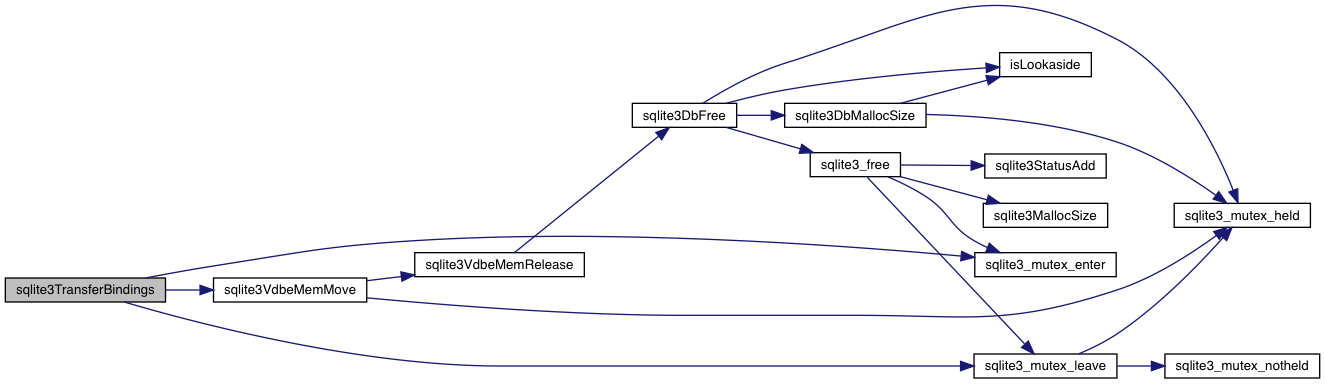 isLookaside
sqlite3DbFree
sqlite3DbMallocSize
sqlite3_free
sqlite3StatusAdd
sqlite3MallocSize
sqlite3_mutex_held
sqlite3VdbeMemRelease
sqlite3_mutex_enter
sqlite3TransferBindings
sqlite3VdbeMemMove
sqlite3_mutex_leave
sqlite3_mutex_notheld